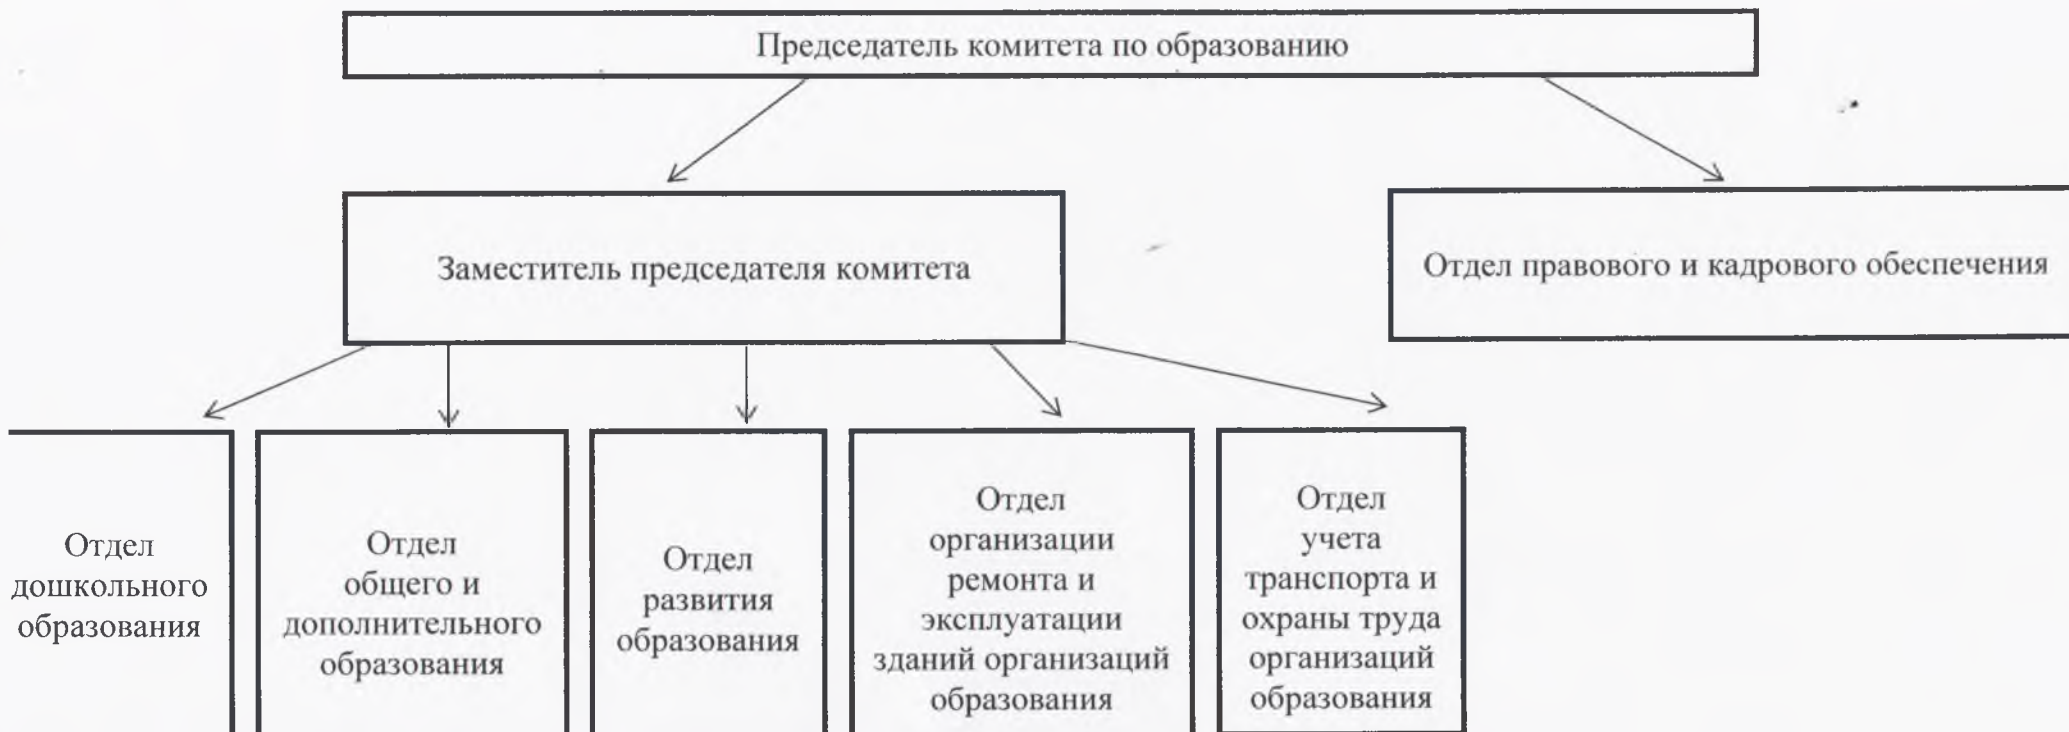 Председатель комитета по образованию
Заместитель председателя комитета
Отдел правового и кадрового обеспечения
Отдел
дошкольного
образования
Отдел
общего и
дополнительного
образования
Отдел
развития
образования
Отдел
организации
ремонта и
эксплуатации
зданий организаций
образования
Отдел
учета
транспорта и
охраны труда
организаций
образования